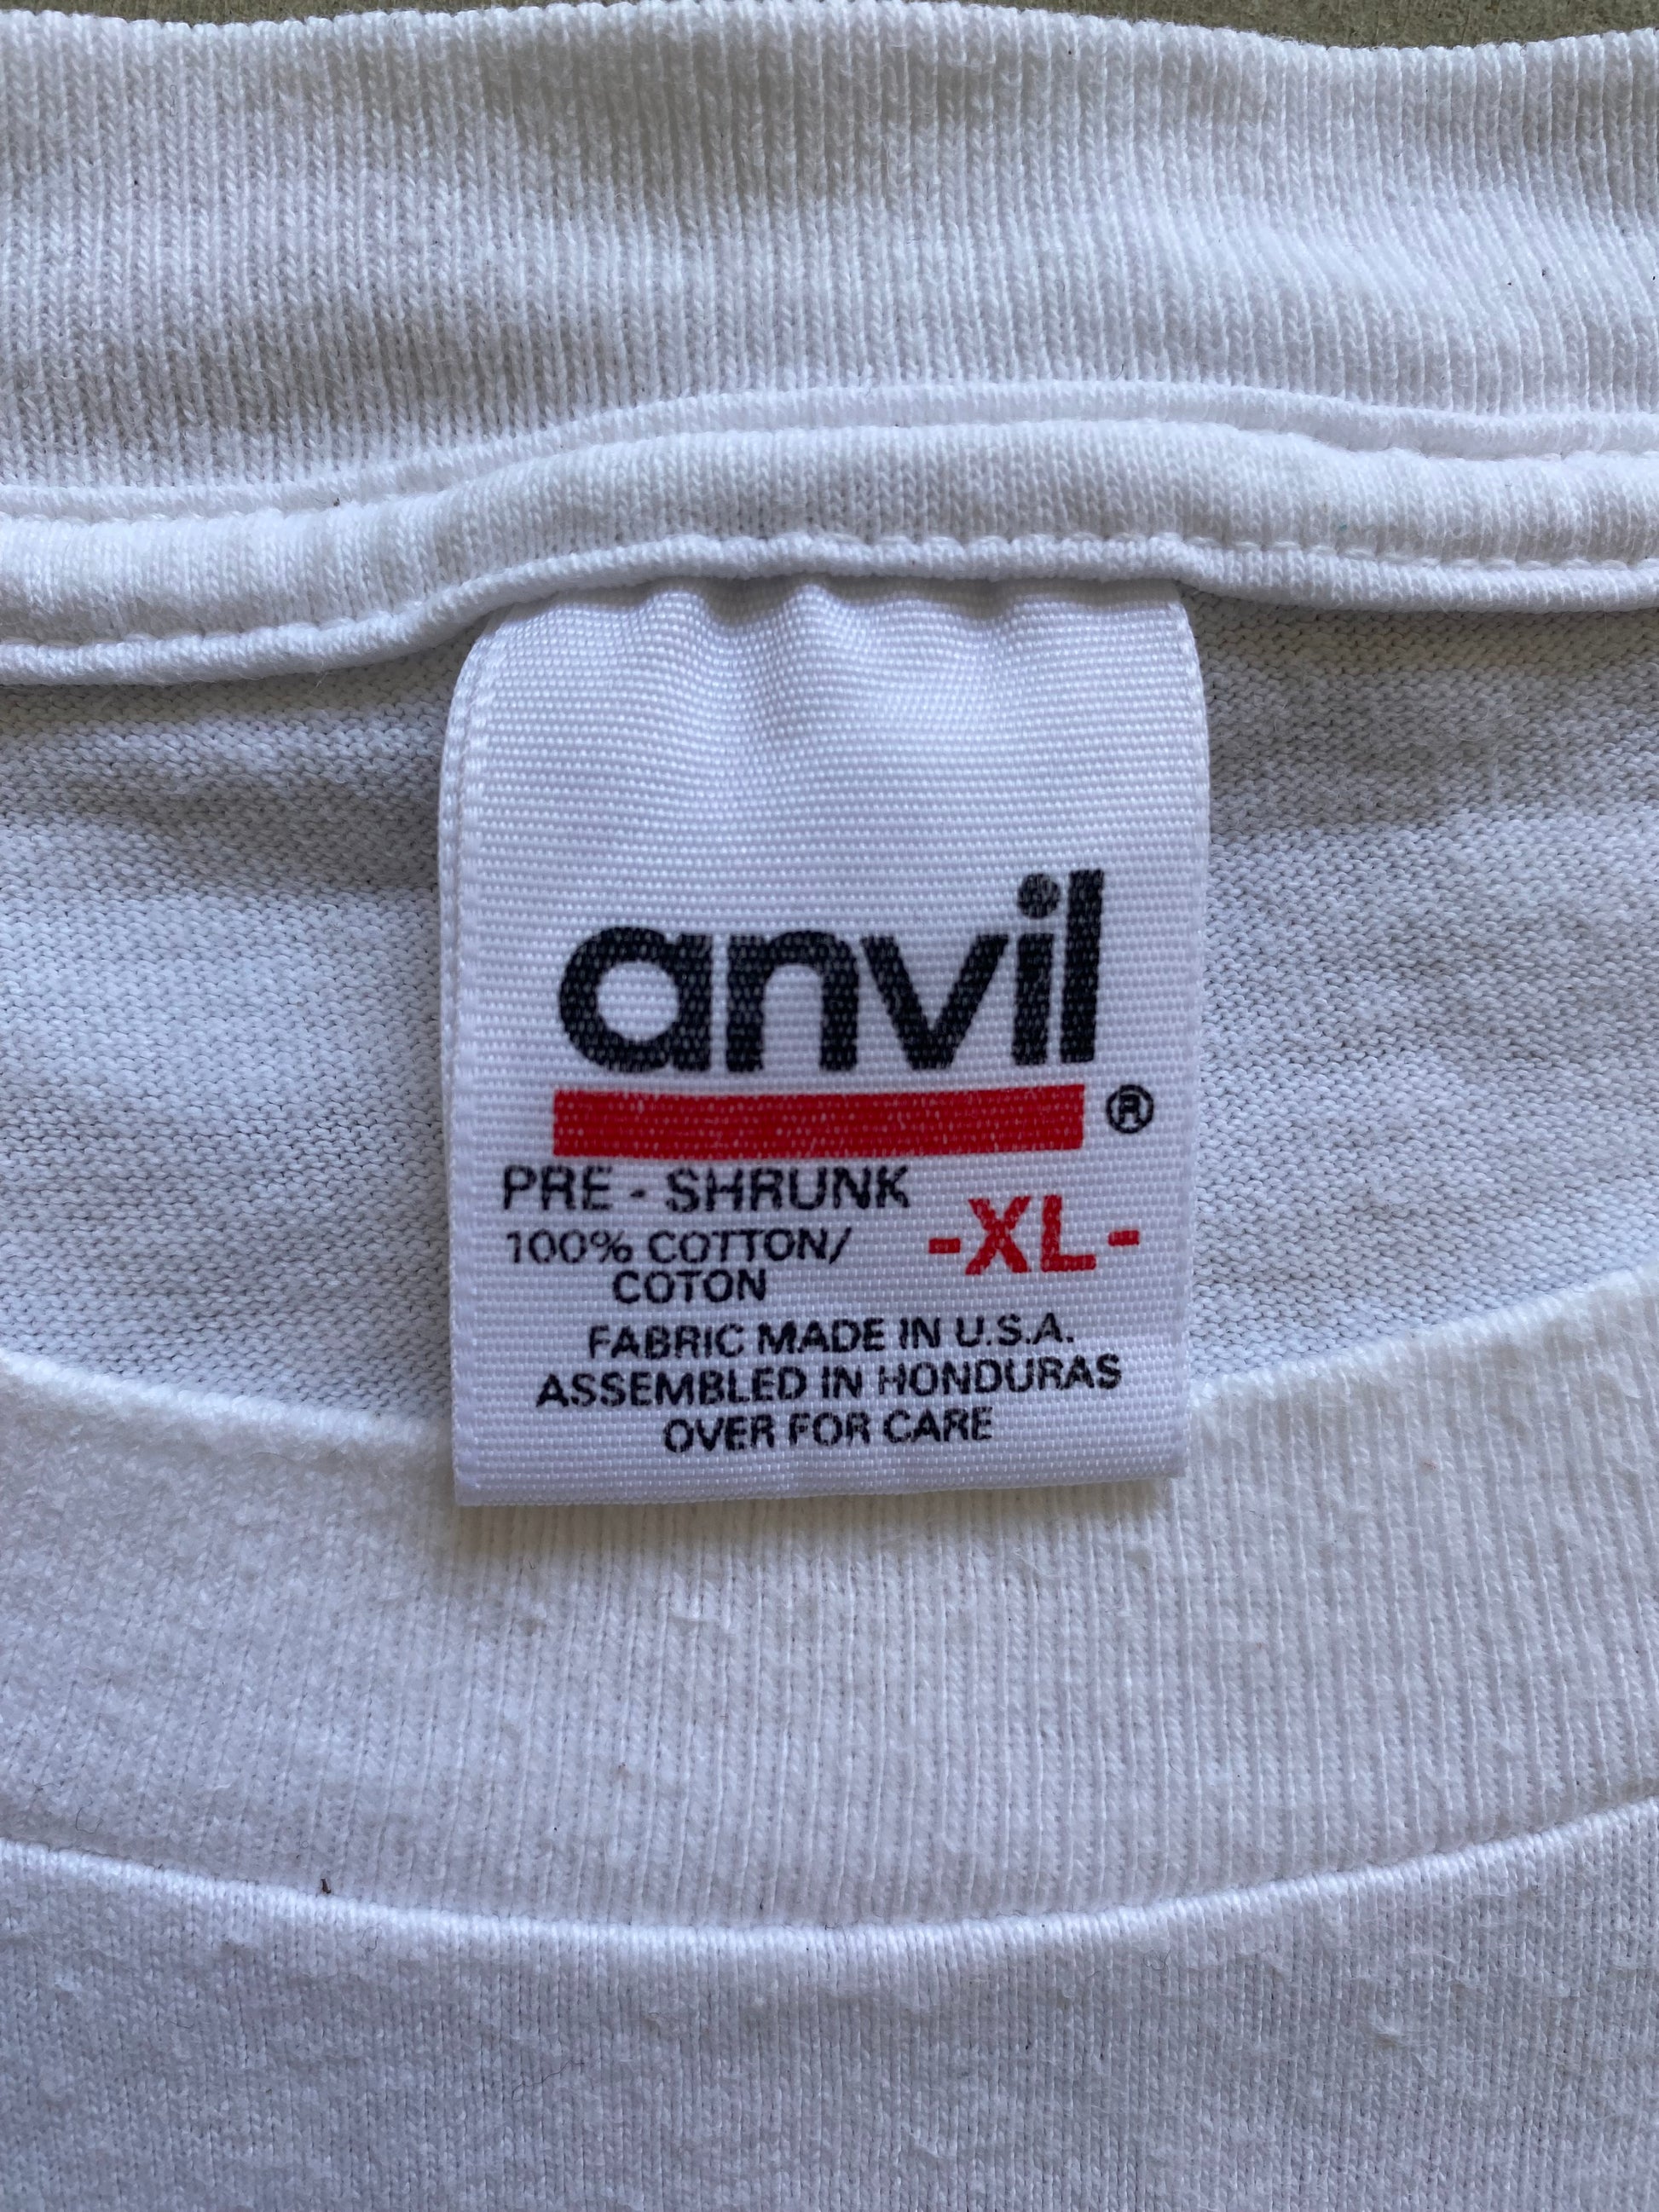 anvil
®
PRE - SHRUNK
100% COTTON/
COTON
-XL-
FABRIC MADE IN U.S.A.
ASSEMBLED IN HONDURAS
OVER FOR CARE